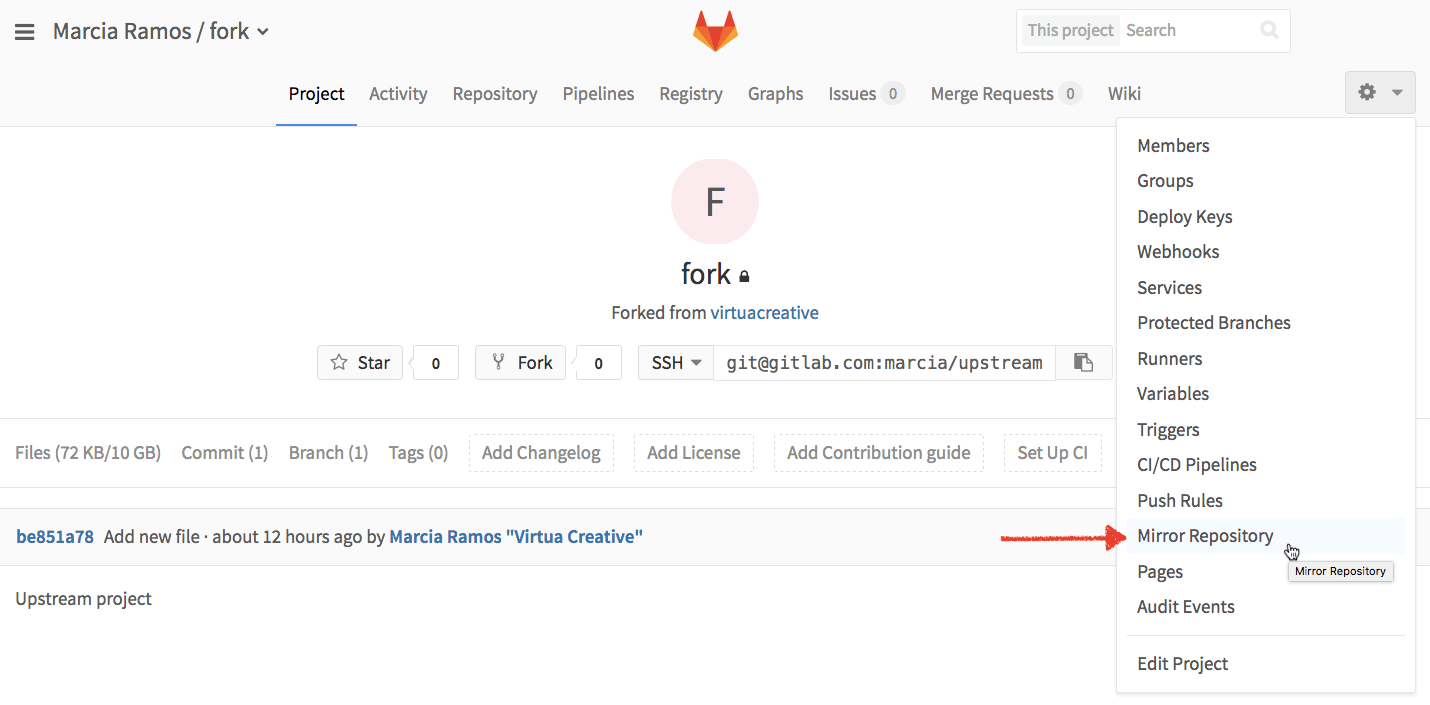 Marcia Ramos / fork
This project Search
Project Activity Repository Pipelines Registry Graphs Issues 0 Merge Requests 0 Wiki
F
fork
Forked from virtuacreative
Star 0 Fork 0 SSH git@gitlab.com:marcia/upstream
Files (72 KB/10 GB) Commit (1) Branch (1) Tags (0) Add Changelog Add License Add Contribution guide Set Up CI
be851a78 Add new file · about 12 hours ago by Marcia Ramos "Virtua Creative"
Upstream project
Members
Groups
Deploy Keys
Webhooks
Services
Protected Branches
Runners
Variables
Triggers
CI/CD Pipelines
Push Rules
Mirror Repository
Mirror Repository
Pages
Audit Events
Edit Project